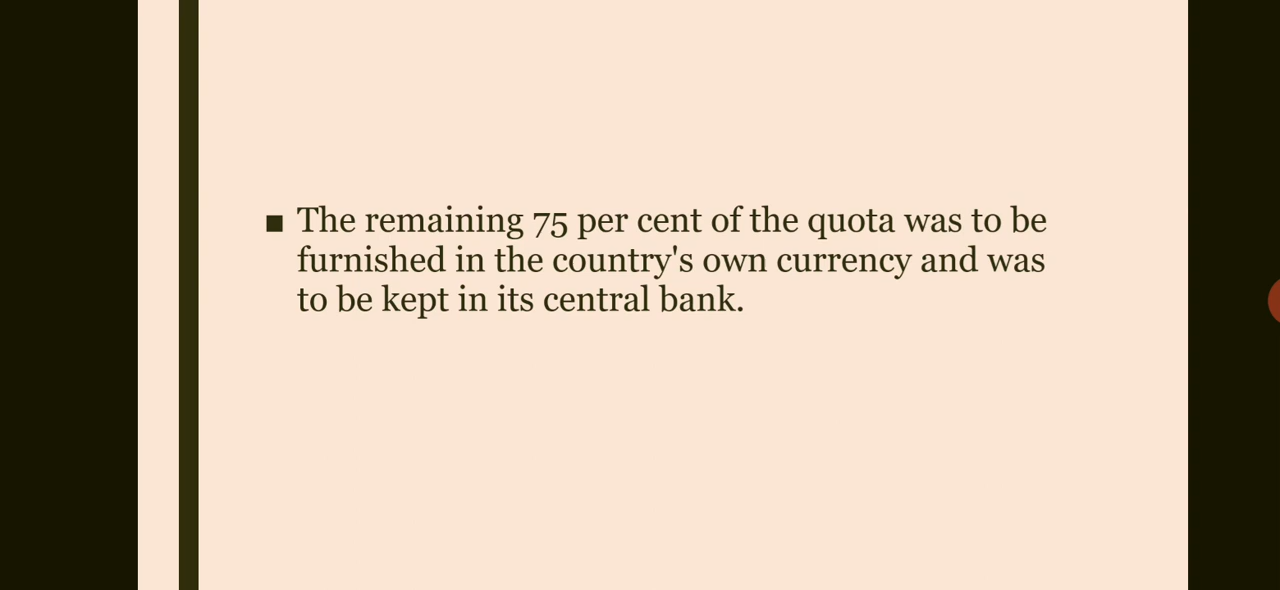 ▪ The remaining 75 per cent of the quota was to be
furnished in the country's own currency and was
to be kept in its central bank.